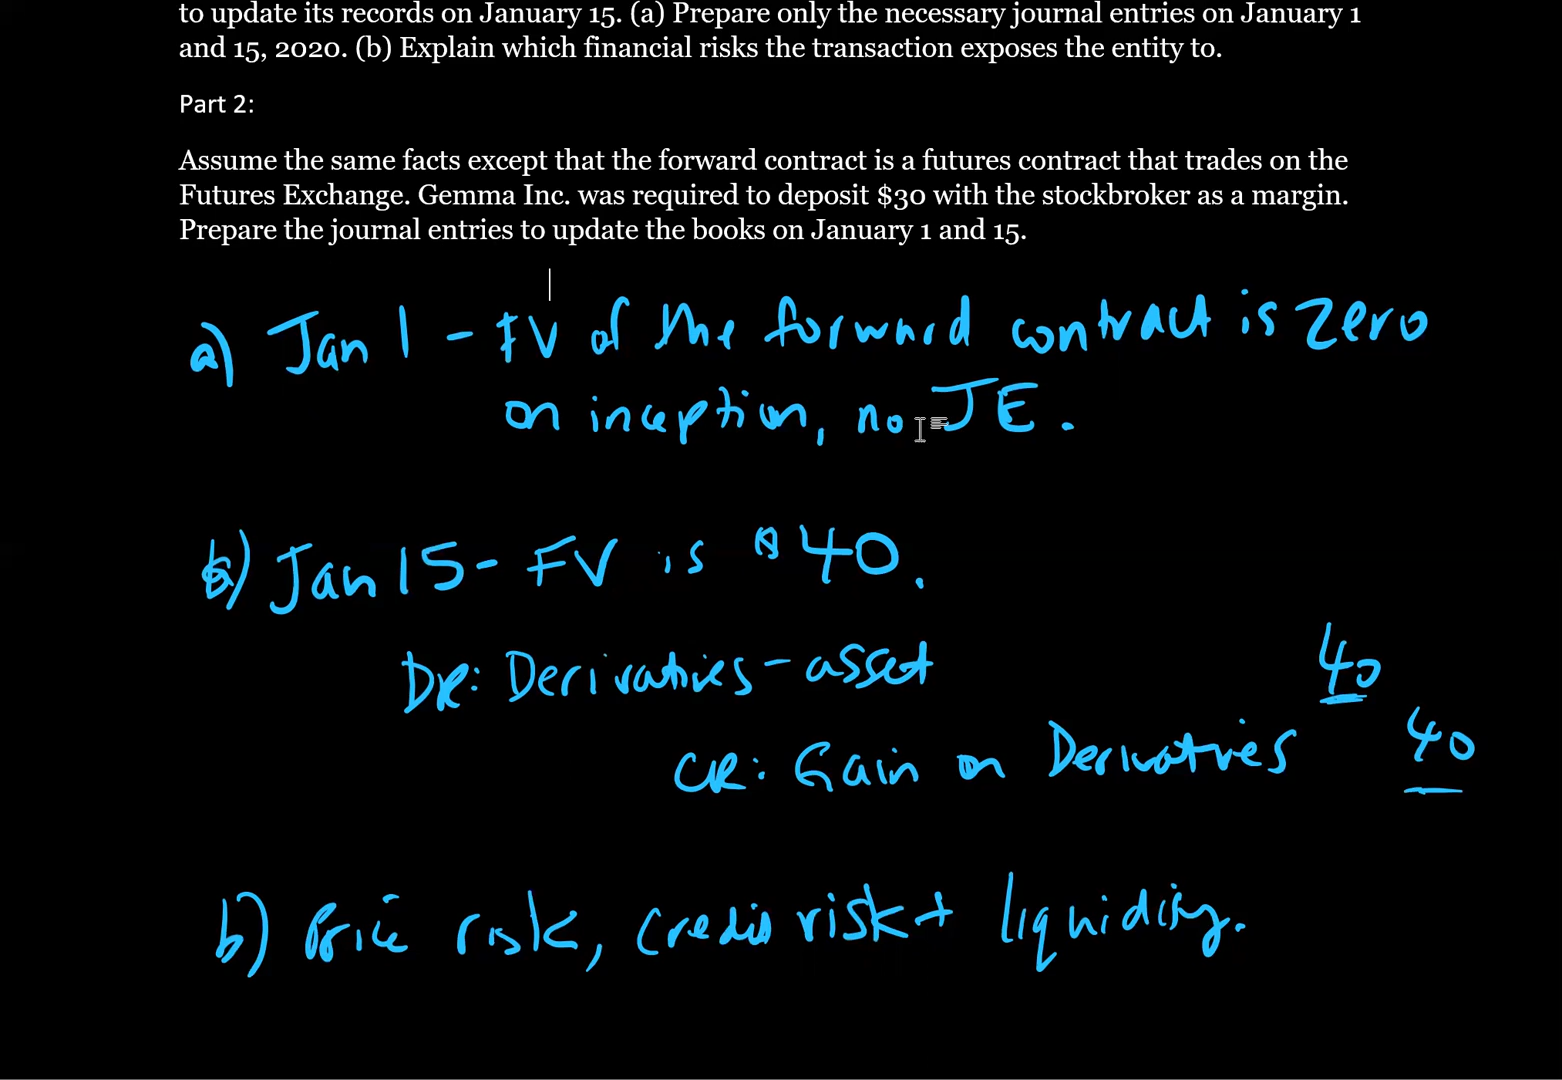 to update its records on January 15. (a) Prepare only the necessary journal entries on January 1
and 15, 2020. (b) Explain which financial risks the transaction exposes the entity to.
Part 2:
Assume the same facts except that the forward contract is a futures contract that trades on the
Futures Exchange. Gemma Inc. was required to deposit $30 with the stockbroker as a margin.
Prepare the journal entries to update the books on January 1 and 15.
a) Jan 1 - FV of the forward contract is zero
on inception, no JE.
Jan 15 - FV is $40.
DR: Derivatives - asset 40
CR: Gain on Derivatives 40
b) Price risk, credit risk + liquidity.